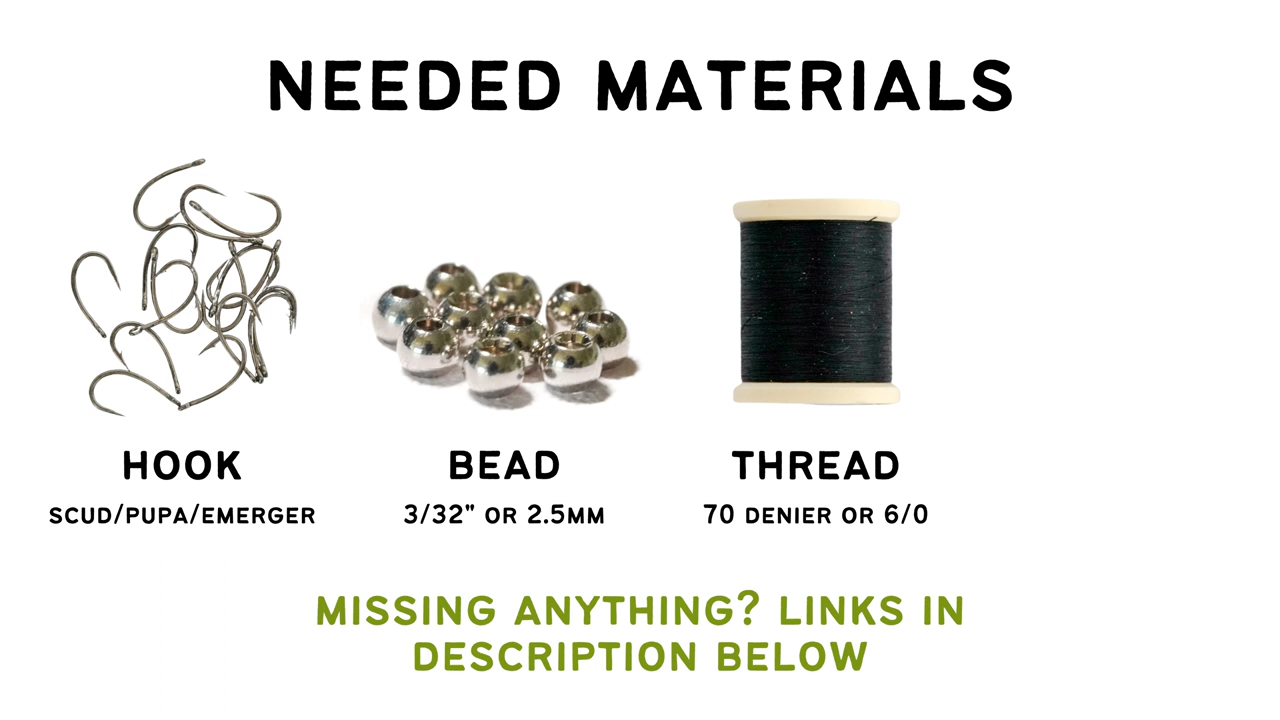 NEEDED MATERIALS
HOOK
SCUD/PUPA/EMERGER
BEAD
3/32" OR 2.5MM
THREAD
70 DENIER OR 6/0
MISSING ANYTHING? LINKS IN
DESCRIPTION BELOW